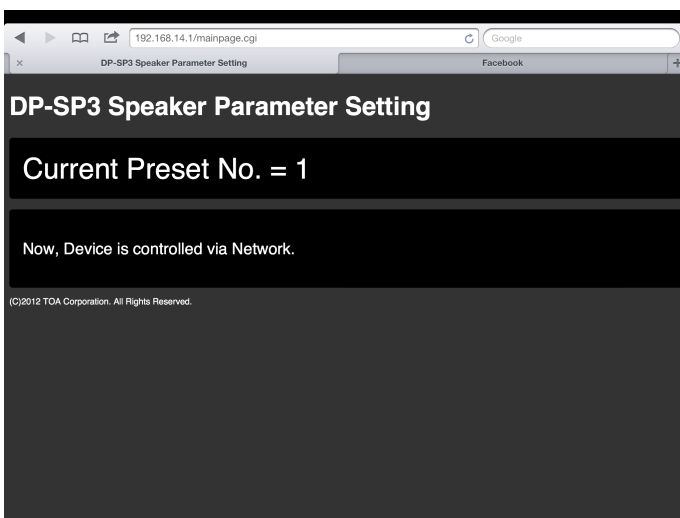 192.168.14.1/mainpage.cgi
Google
DP-SP3 Speaker Parameter Setting
Facebook
DP-SP3 Speaker Parameter Setting
Current Preset No. = 1
Now, Device is controlled via Network.
(C)2012 TOA Corporation. All Rights Reserved.